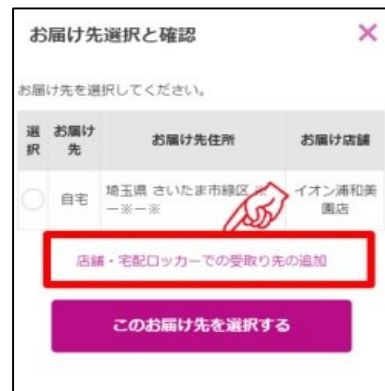 お届け先選択と確認 ×
お届け先を選択してください。
選択 お届け先 お届け先住所 お届け店舗
自宅 埼玉県 さいたま市緑区 ※ー※ー※ イオン浦和美園店
店舗・宅配ロッカーでの受取り先の追加
このお届け先を選択する